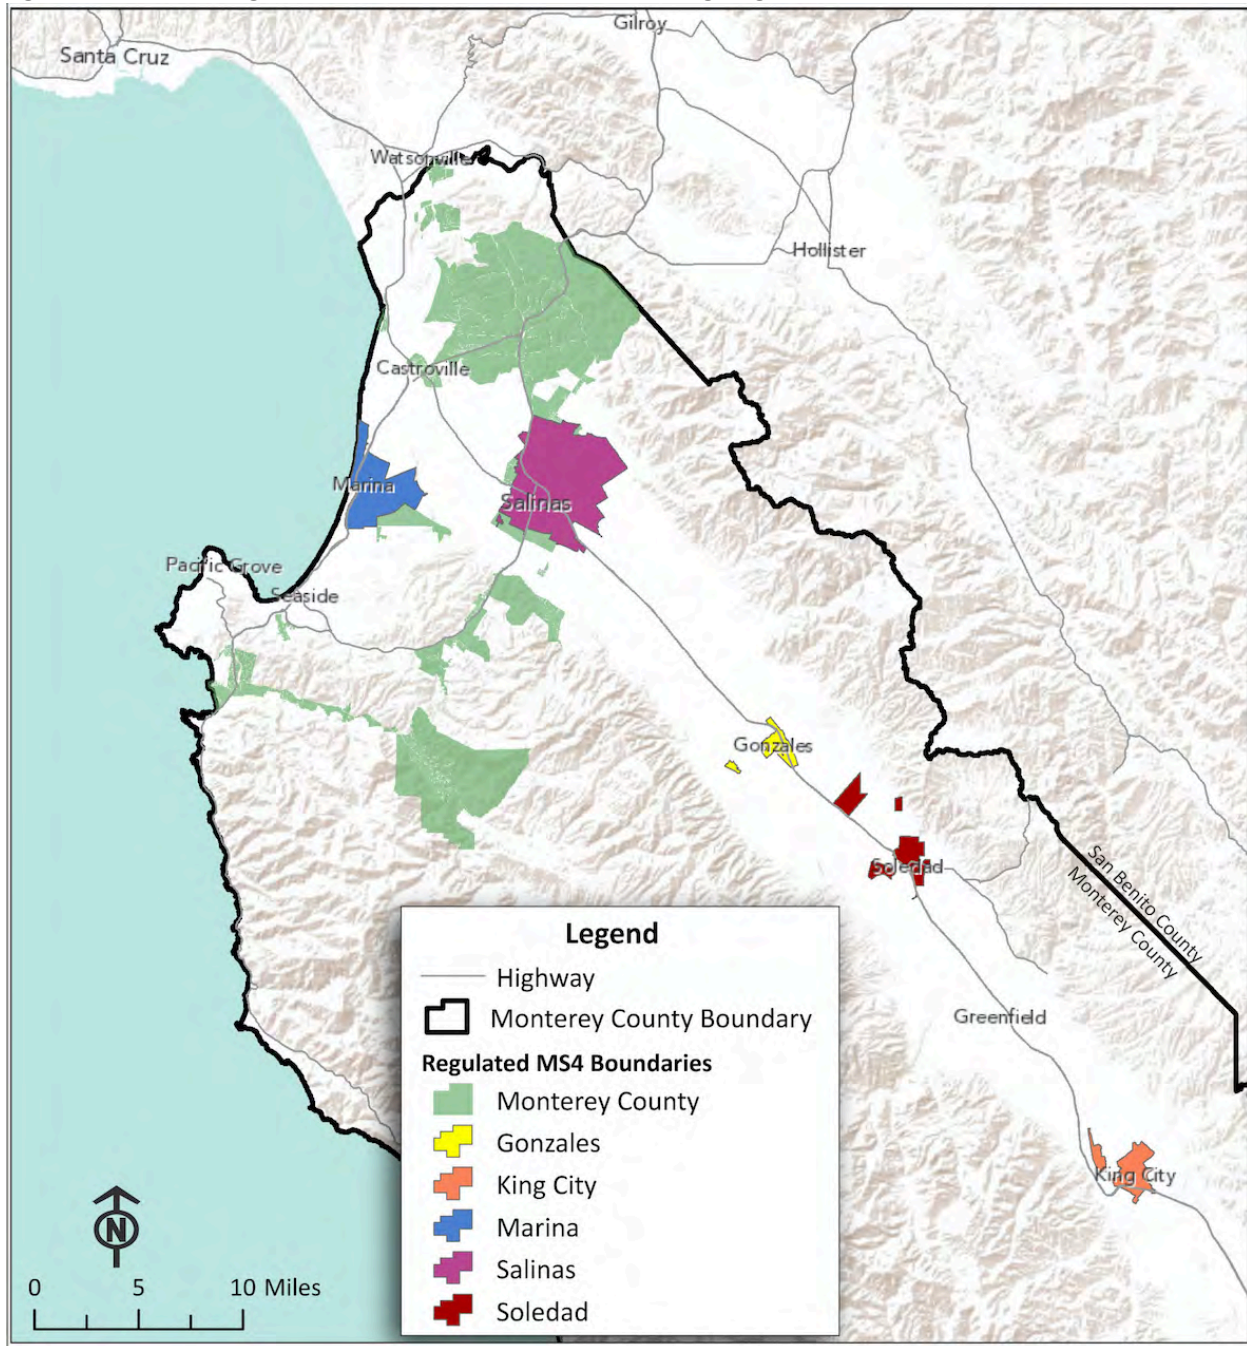 Gilroy
Santa Cruz
Watsonville
Hollister
Castroville
Marina
Salinas
Pacific Grove
Seaside
Gonzales
Soledad
San Benito County
Monterey County
Greenfield
King City
Legend
Highway
Monterey County Boundary
Regulated MS4 Boundaries
Monterey County
Gonzales
King City
Marina
Salinas
Soledad
N
0 5 10 Miles